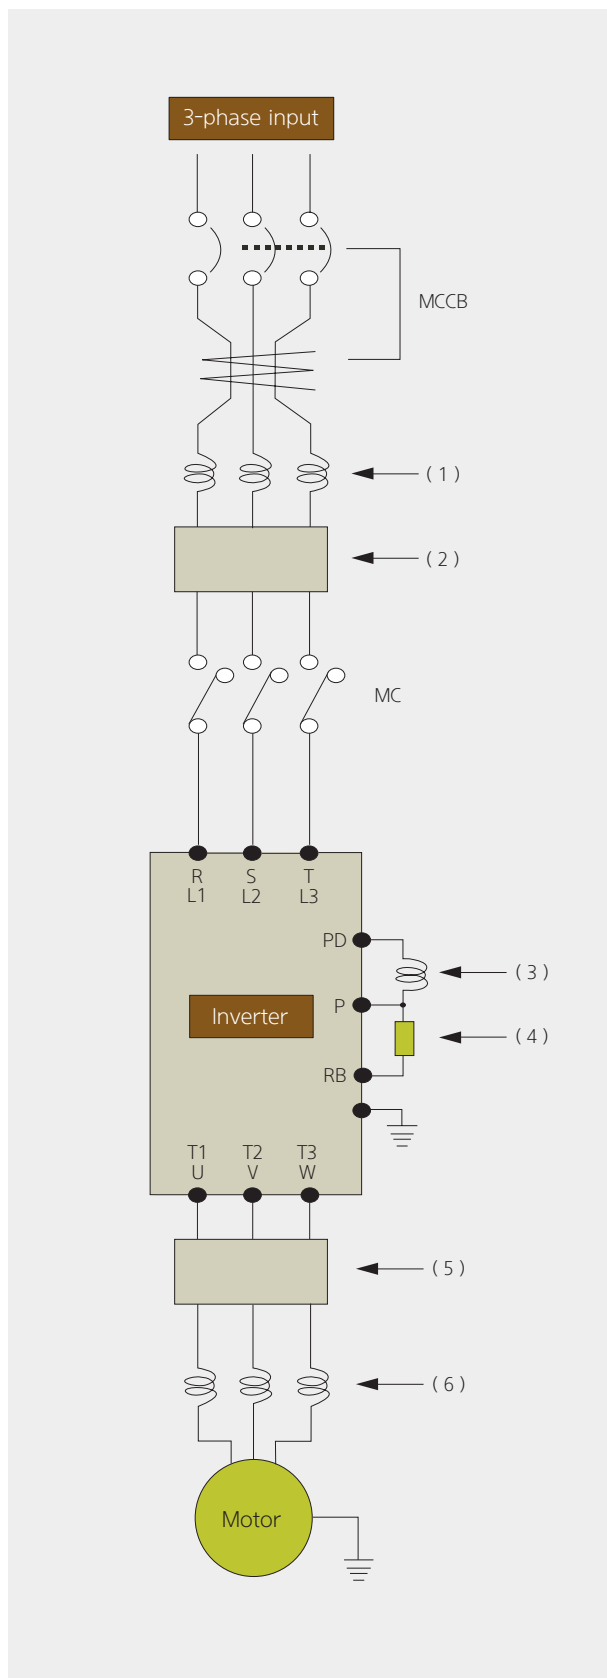 3-phase input
MCCB
( 1 )
( 2 )
MC
R S T
L1 L2 L3
PD
( 3 )
P
Inverter
( 4 )
RB
T1 T2 T3
U V W
( 5 )
( 6 )
Motor